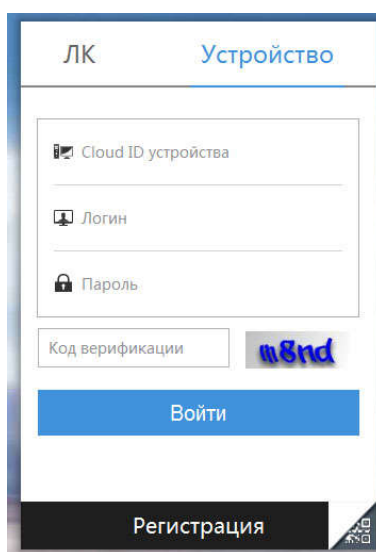 ЛК
Устройство
Cloud ID устройства
Логин
Пароль
Код верификации
m8nd
Войти
Регистрация